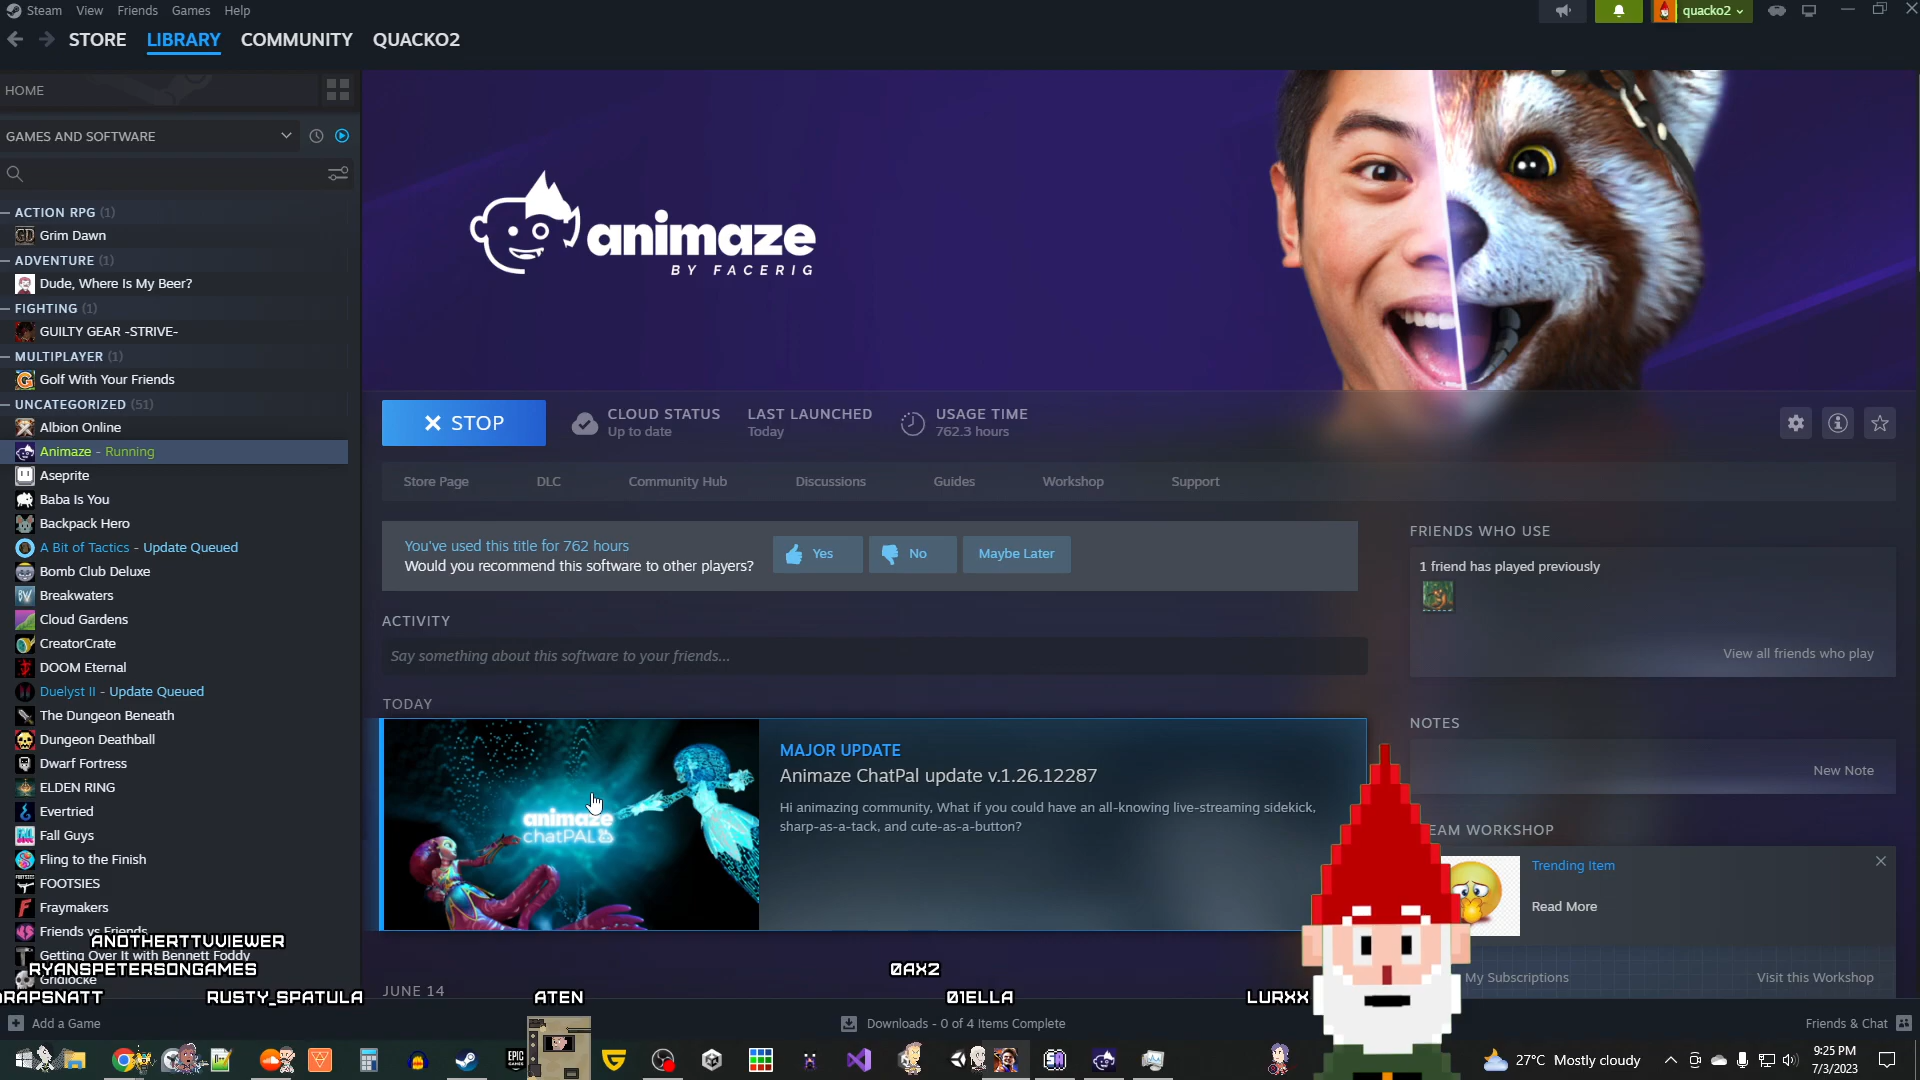 Steam View Friends Games Help
quacko2
STORE LIBRARY COMMUNITY QUACKO2
HOME
GAMES AND SOFTWARE
ACTION RPG (1)
Grim Dawn
ADVENTURE (1)
Dude, Where Is My Beer?
FIGHTING (1)
GUILTY GEAR -STRIVE-
MULTIPLAYER (1)
Golf With Your Friends
UNCATEGORIZED (51)
Albion Online
Animaze - Running
Aseprite
Baba Is You
Backpack Hero
A Bit of Tactics - Update Queued
Bomb Club Deluxe
Breakwaters
Cloud Gardens
CreatorCrate
DOOM Eternal
Duelyst II - Update Queued
The Dungeon Beneath
Dungeon Deathball
Dwarf Fortress
ELDEN RING
Evertried
Fall Guys
Fling to the Finish
FOOTSIES
Fraymakers
Friends vs Friends
Getting Over It with Bennett Foddy
Gridlocke
Add a Game
animaze
BY FACERIG
STOP
CLOUD STATUS
Up to date
LAST LAUNCHED
Today
USAGE TIME
762.3 hours
Store Page DLC Community Hub Discussions Guides Workshop Support
You've used this title for 762 hours
Would you recommend this software to other players?
Yes No Maybe Later
ACTIVITY
Say something about this software to your friends...
TODAY
animaze
chatPAL
MAJOR UPDATE
Animaze ChatPal update v.1.26.12287
Hi animazing community, What if you could have an all-knowing live-streaming sidekick,
sharp-as-a-tack, and cute-as-a-button?
JUNE 14
FRIENDS WHO USE
1 friend has played previously
View all friends who play
NOTES
New Note
EAM WORKSHOP
Trending Item
Read More
My Subscriptions Visit this Workshop
ANOTHERTTVVIEWER
RYANSPETERSONGAMES
RAPSNATT
RUSTY_SPATULA
ATEN
0AX2
01ELLA
LURXX
Downloads - 0 of 4 Items Complete
Friends & Chat
EPIC
27°C Mostly cloudy
9:25 PM
7/3/2023